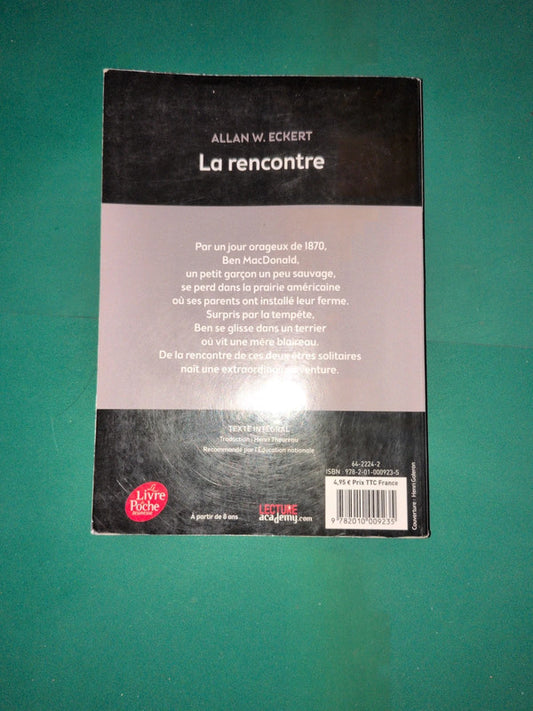 ALLAN W. ECKERT
La rencontre
Par un jour orageux de 1870,
Ben MacDonald,
un petit garçon un peu sauvage,
se perd dans la prairie américaine
où ses parents ont installé leur ferme.
Surpris par la tempête,
Ben se glisse dans un terrier
où vit une mère blaireau.
De la rencontre de ces deux êtres solitaires
naît une extraordinaire aventure.
TEXTE INTÉGRAL
Traduction : Henri Thoureau
Recommandé par l'Éducation nationale
Le
Livre
de
Poche
JEUNESSE
À partir de 8 ans
LECTURE
academy.com
64-2224-2
ISBN : 978-2-01-000923-5
4,95 € Prix TTC France
9 782010 009235
Couverture : Henri Galeron